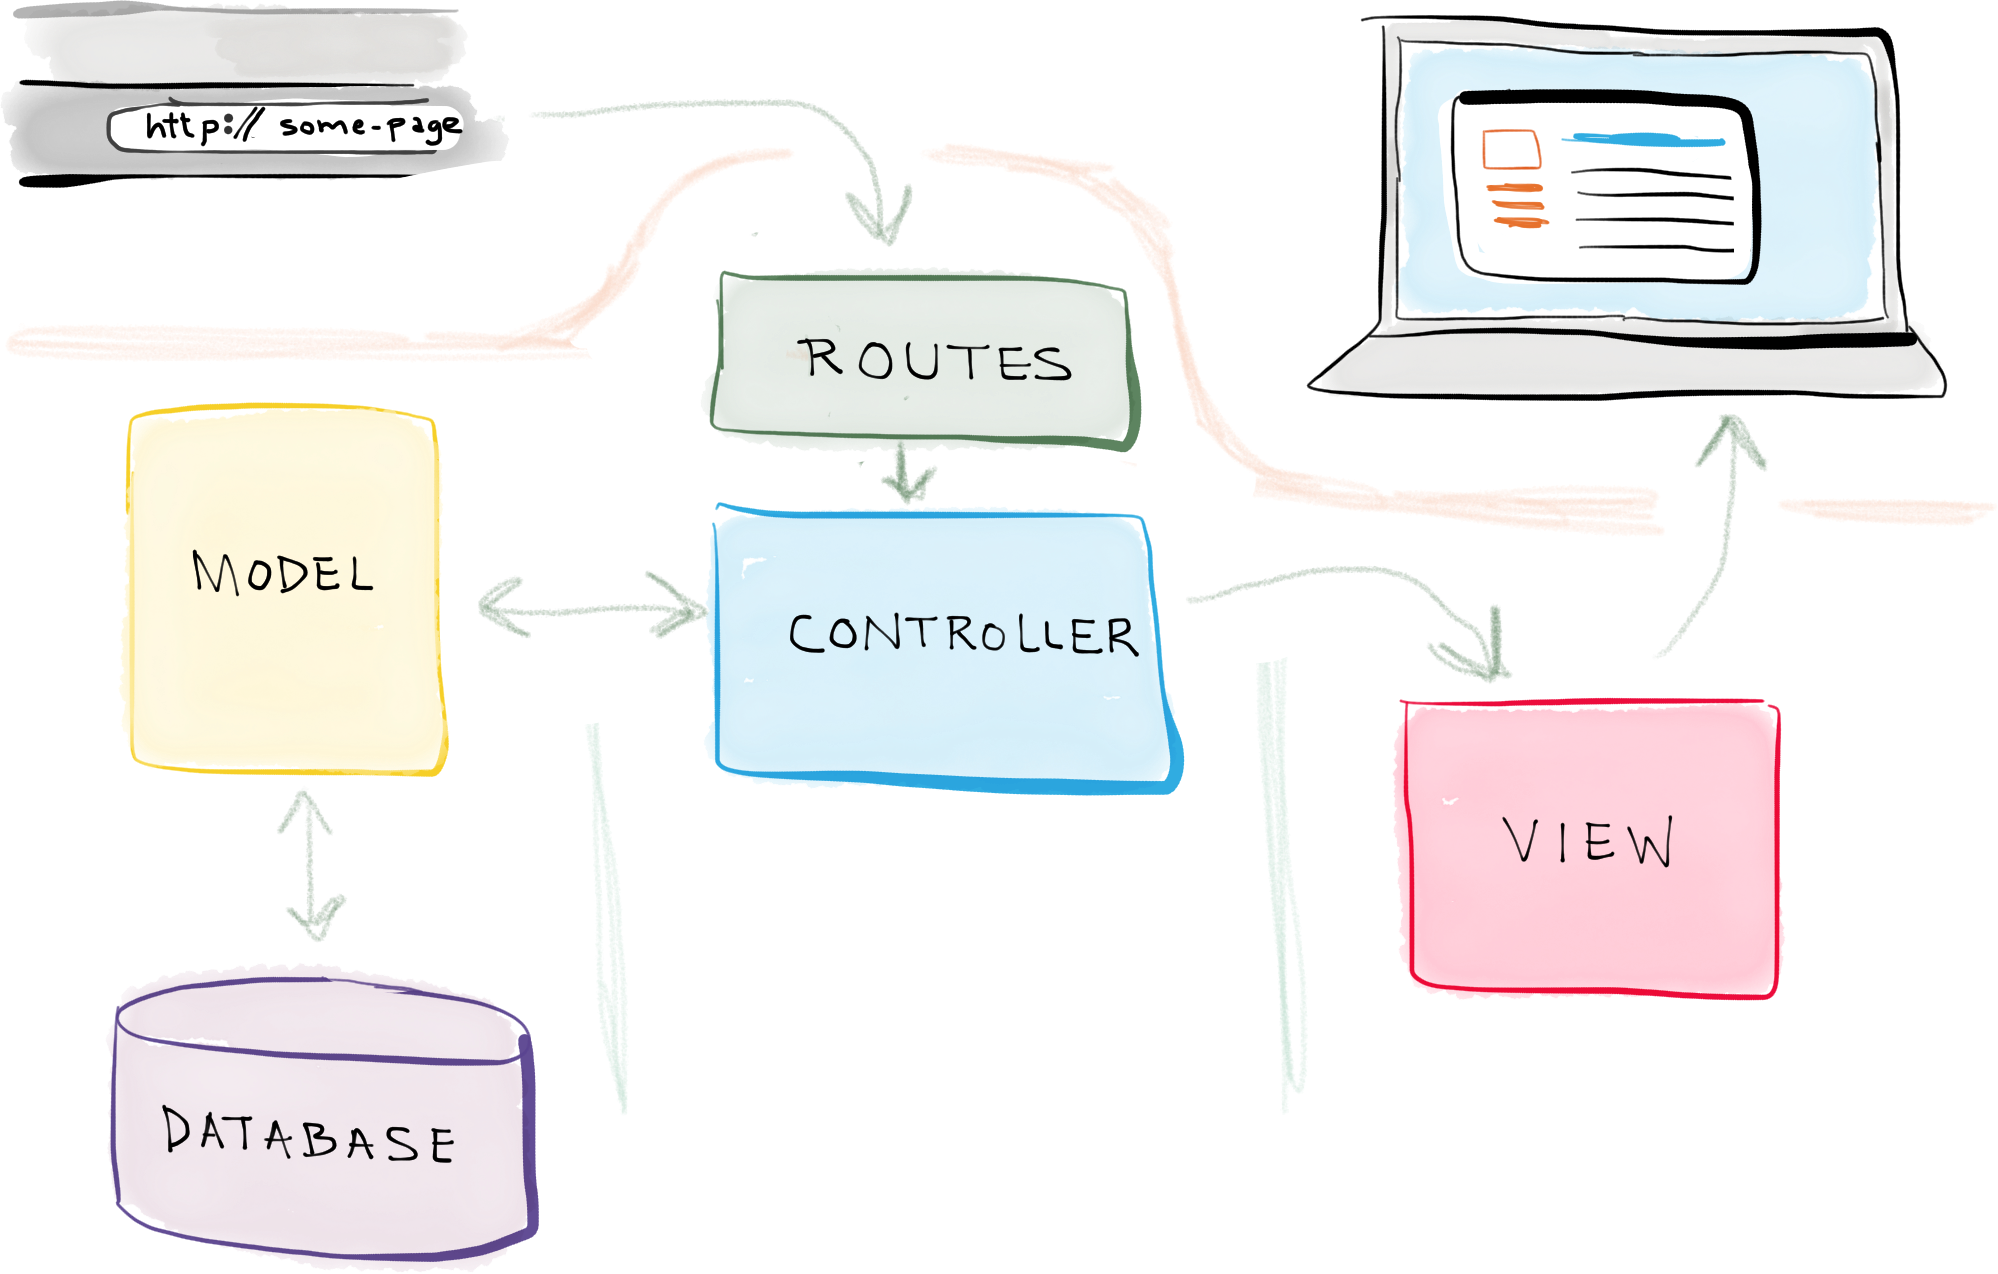 http:// some-page
ROUTES
MODEL
CONTROLLER
VIEW
DATABASE